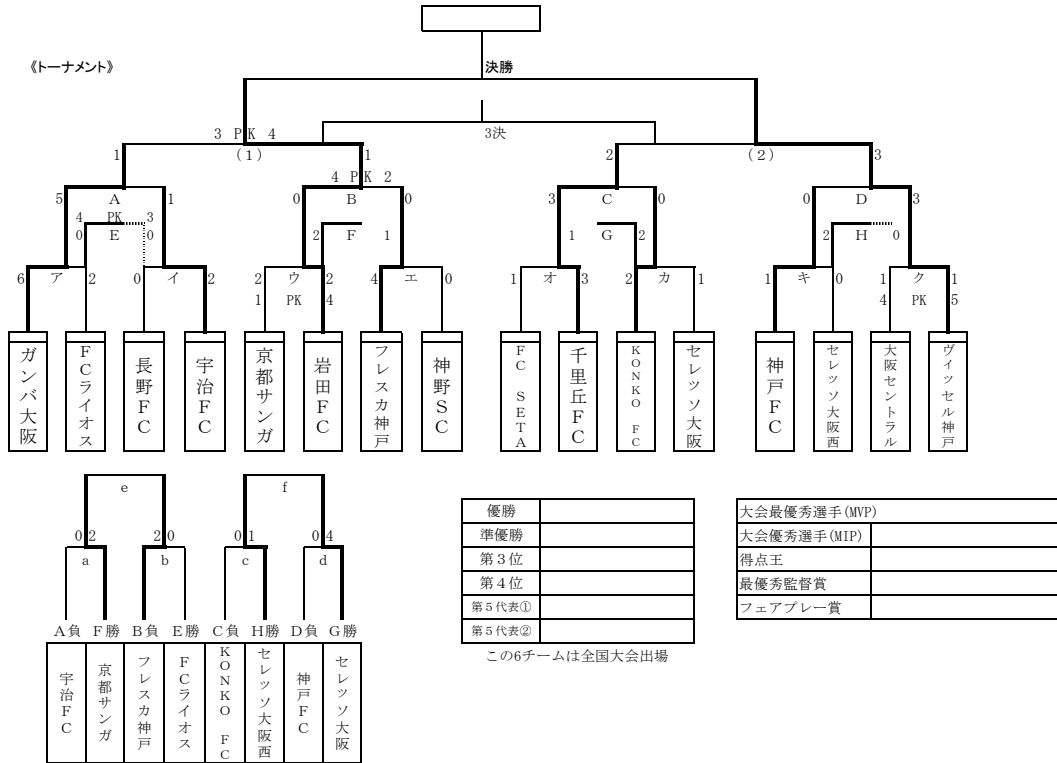 《トーナメント》
決勝
3決
3 PK 4
1 (1) 1
2 (2) 3
4 PK 2
5 A 1
0 B 0
3 C 0
0 D 3
4 PK 3
0 E 0
2 F 1
1 G 2
2 H 0
6 ア 2
0 イ 2
2 ウ 2
1 PK 4
4 エ 0
1 オ 3
2 カ 1
1 キ 0
1 ク 1
4 PK 5
ガンバ大阪
FCライオス
長野FC
宇治FC
京都サンガ
岩田FC
フレスカ神戸
神野SC
FC SETA
千里丘FC
KONKO FC
セレッソ大阪
神戸FC
セレッソ大阪西
大阪セントラル
ヴィッセル神戸
e
f
0 2
2 0
0 1
0 4
a
b
c
d
A負
F勝
B負
E勝
C負
H勝
D負
G勝
宇治FC
京都サンガ
フレスカ神戸
FCライオス
KONKO FC
セレッソ大阪西
神戸FC
セレッソ大阪
優勝
準優勝
第3位
第4位
第5代表①
第5代表②
この6チームは全国大会出場
大会最優秀選手(MVP)
大会優秀選手(MIP)
得点王
最優秀監督賞
フェアプレー賞